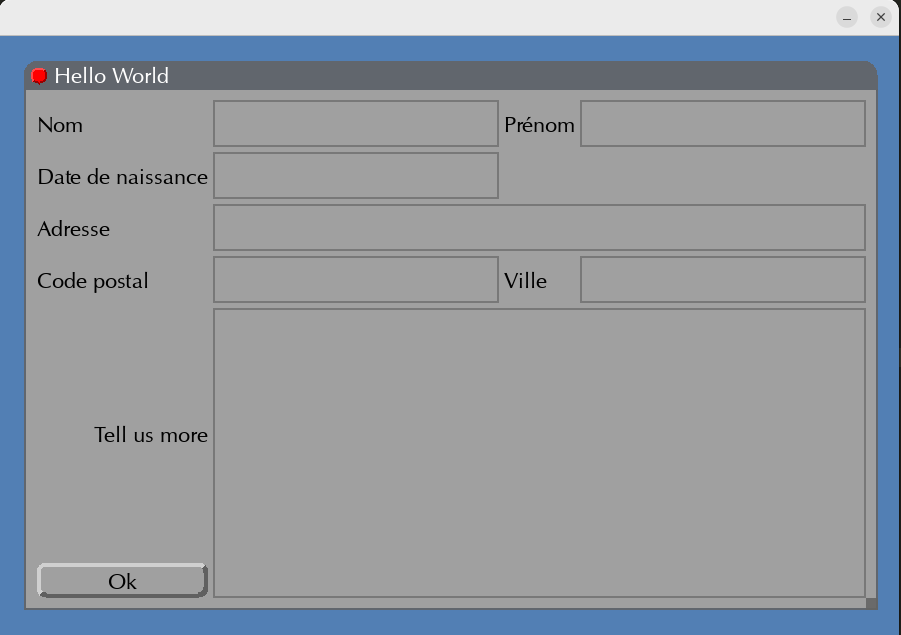 Hello World
Nom
Prénom
Date de naissance
Adresse
Code postal
Ville
Tell us more
Ok